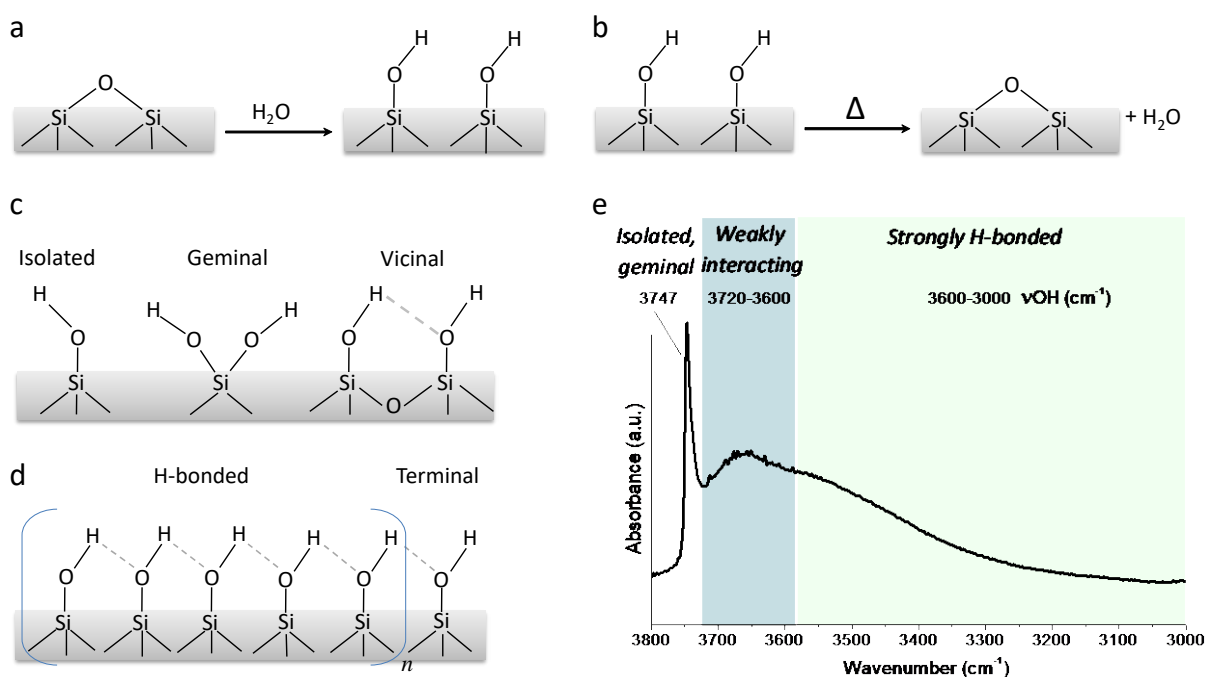 a
H
H
O
O
O
Si
Si
H₂O
Si
Si
b
H
H
O
O
O
Si
Si
Δ
Si
Si
+ H₂O
c
Isolated
Geminal
Vicinal
H
H
H
H
H
O
O
O
O
O
Si
Si
Si
Si
O
d
H-bonded
Terminal
H
H
H
H
H
H
O
O
O
O
O
O
Si
Si
Si
Si
Si
Si
n
e
Isolated,
geminal
Weakly
interacting
Strongly H-bonded
3747
3720-3600
3600-3000 νOH (cm⁻¹)
Absorbance (a.u.)
3800
3700
3600
3500
3400
3300
3200
3100
3000
Wavenumber (cm⁻¹)